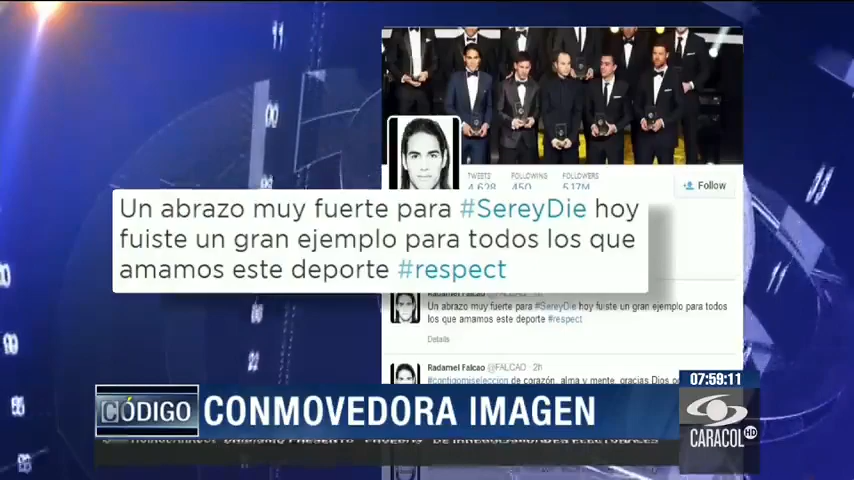 TWEETS FOLLOWING FOLLOWERS
4.628 450 5.17M
Follow
Un abrazo muy fuerte para #SereyDie hoy
fuiste un gran ejemplo para todos los que
amamos este deporte #respect
Radamel Falcao @FALCAO
Un abrazo muy fuerte para #SereyDie hoy fuiste un gran ejemplo para todos
los que amamos este deporte #respect
Details
Radamel Falcao @FALCAO · 2h
#contigomiseleccion de corazón, alma y mente, gracias Dios
07:59:11
CÓDIGO CONMOVEDORA IMAGEN
CARACOL HD